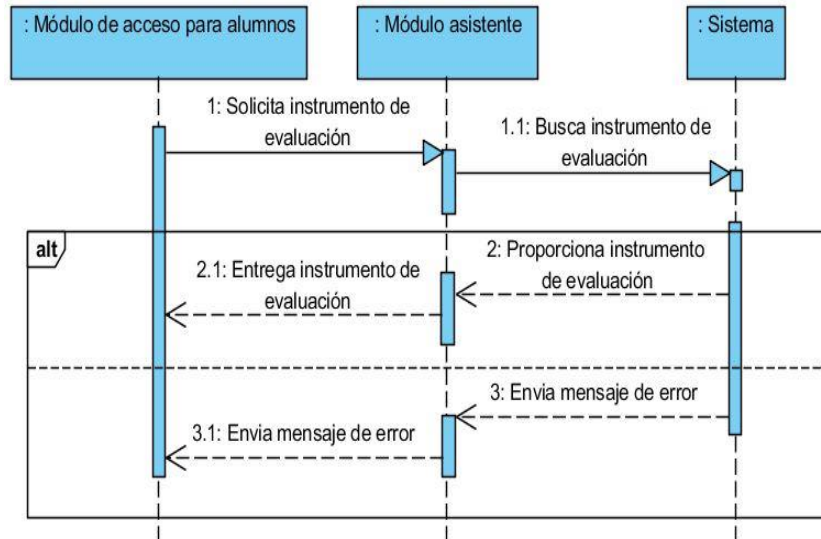 : Módulo de acceso para alumnos
: Módulo asistente
: Sistema
1: Solicita instrumento de
evaluación
1.1: Busca instrumento de
evaluación
alt
2: Proporciona instrumento
de evaluación
2.1: Entrega instrumento de
evaluación
3: Envia mensaje de error
3.1: Envia mensaje de error